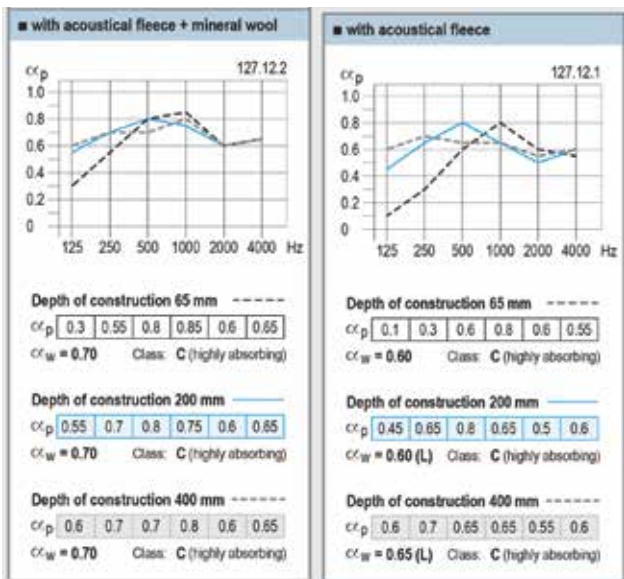 ■ with acoustical fleece + mineral wool
αp 127.12.2
1.0
0.8
0.6
0.4
0.2
0
125 250 500 1000 2000 4000 Hz
Depth of construction 65 mm
αp 0.3 0.55 0.8 0.85 0.6 0.65
αw = 0.70 Class: C (highly absorbing)
Depth of construction 200 mm
αp 0.55 0.7 0.8 0.75 0.6 0.65
αw = 0.70 Class: C (highly absorbing)
Depth of construction 400 mm
αp 0.6 0.7 0.7 0.8 0.6 0.65
αw = 0.70 Class: C (highly absorbing)
■ with acoustical fleece
αp 127.12.1
1.0
0.8
0.6
0.4
0.2
0
125 250 500 1000 2000 4000 Hz
Depth of construction 65 mm
αp 0.1 0.3 0.6 0.8 0.6 0.55
αw = 0.60 Class: C (highly absorbing)
Depth of construction 200 mm
αp 0.45 0.65 0.8 0.65 0.5 0.6
αw = 0.60 (L) Class: C (highly absorbing)
Depth of construction 400 mm
αp 0.6 0.7 0.65 0.65 0.55 0.6
αw = 0.65 (L) Class: C (highly absorbing)